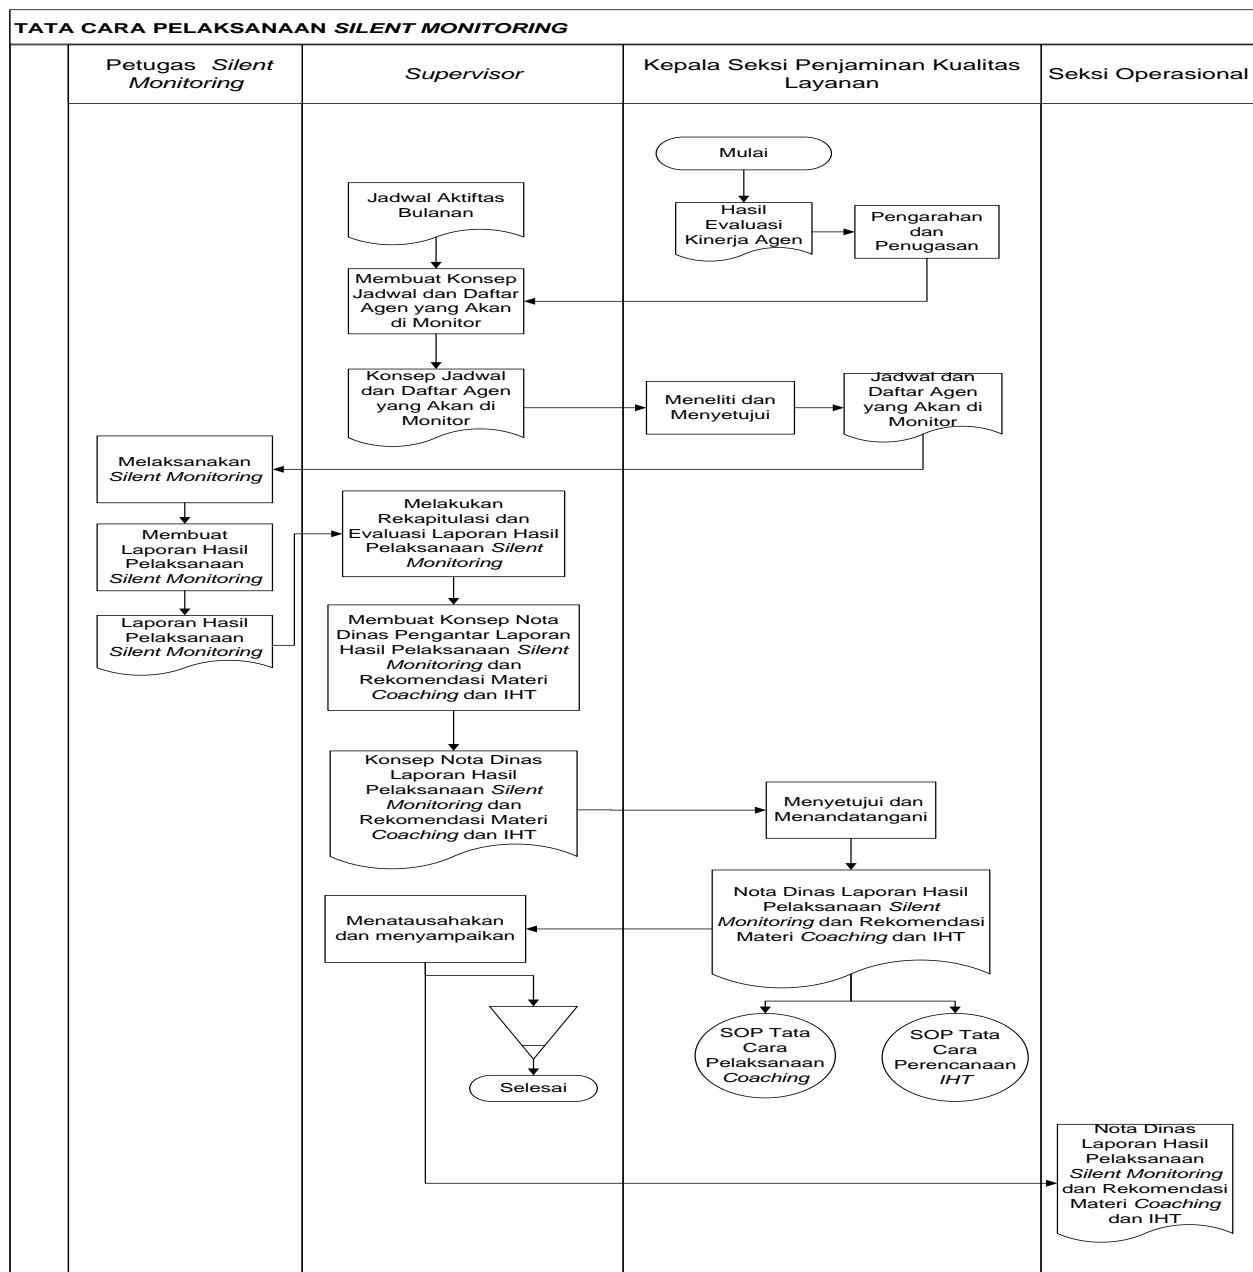 TATA CARA PELAKSANAAN SILENT MONITORING
Petugas Silent
Monitoring
Supervisor
Kepala Seksi Penjaminan Kualitas
Layanan
Seksi Operasional
Mulai
Jadwal Aktiftas
Bulanan
Hasil
Evaluasi
Kinerja Agen
Pengarahan
dan
Penugasan
Membuat Konsep
Jadwal dan Daftar
Agen yang Akan
di Monitor
Konsep Jadwal
dan Daftar Agen
yang Akan di
Monitor
Meneliti dan
Menyetujui
Jadwal dan
Daftar Agen
yang Akan di
Monitor
Melaksanakan
Silent Monitoring
Membuat
Laporan Hasil
Pelaksanaan
Silent Monitoring
Laporan Hasil
Pelaksanaan
Silent Monitoring
Melakukan
Rekapitulasi dan
Evaluasi Laporan Hasil
Pelaksanaan Silent
Monitoring
Membuat Konsep Nota
Dinas Pengantar Laporan
Hasil Pelaksanaan Silent
Monitoring dan
Rekomendasi Materi
Coaching dan IHT
Konsep Nota Dinas
Laporan Hasil
Pelaksanaan Silent
Monitoring dan
Rekomendasi Materi
Coaching dan IHT
Menyetujui dan
Menandatangani
Nota Dinas Laporan Hasil
Pelaksanaan Silent
Monitoring dan Rekomendasi
Materi Coaching dan IHT
Menatausahakan
dan menyampaikan
SOP Tata
Cara
Pelaksanaan
Coaching
SOP Tata
Cara
Perencanaan
IHT
Selesai
Nota Dinas
Laporan Hasil
Pelaksanaan
Silent Monitoring
dan Rekomendasi
Materi Coaching
dan IHT